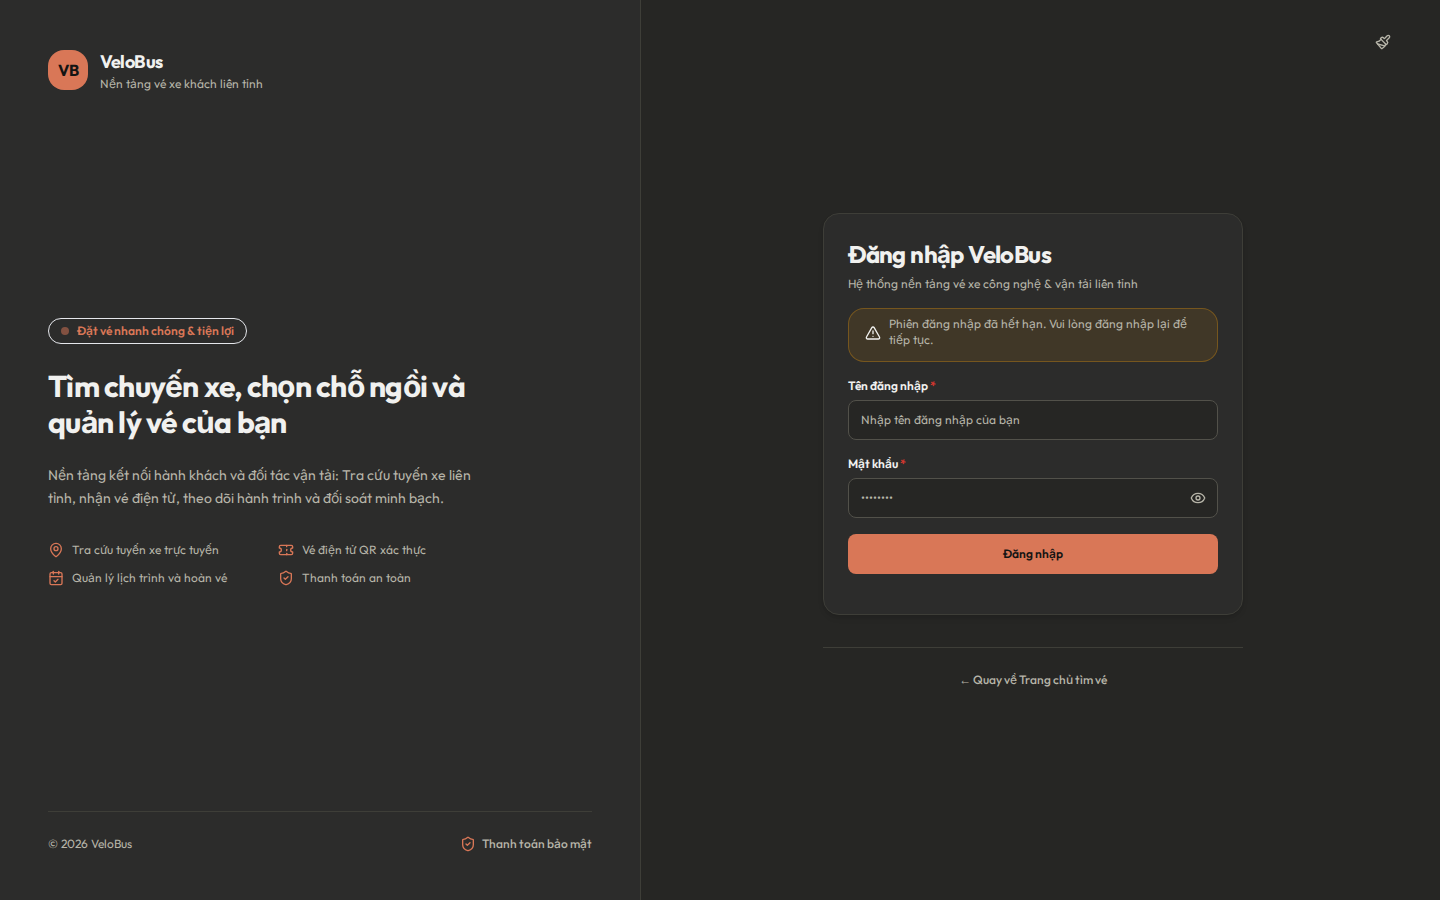 VB
VeloBus
Nền tảng vé xe khách liên tỉnh
Đặt vé nhanh chóng & tiện lợi
Tìm chuyến xe, chọn chỗ ngồi và
quản lý vé của bạn
Nền tảng kết nối hành khách và đối tác vận tải: Tra cứu tuyến xe liên
tỉnh, nhận vé điện tử, theo dõi hành trình và đối soát minh bạch.
Tra cứu tuyến xe trực tuyến
Vé điện tử QR xác thực
Quản lý lịch trình và hoàn vé
Thanh toán an toàn
© 2026 VeloBus
Thanh toán bảo mật
Đăng nhập VeloBus
Hệ thống nền tảng vé xe công nghệ & vận tải liên tỉnh
Phiên đăng nhập đã hết hạn. Vui lòng đăng nhập lại để
tiếp tục.
Tên đăng nhập *
Nhập tên đăng nhập của bạn
Mật khẩu *
••••••••
Đăng nhập
← Quay về Trang chủ tìm vé